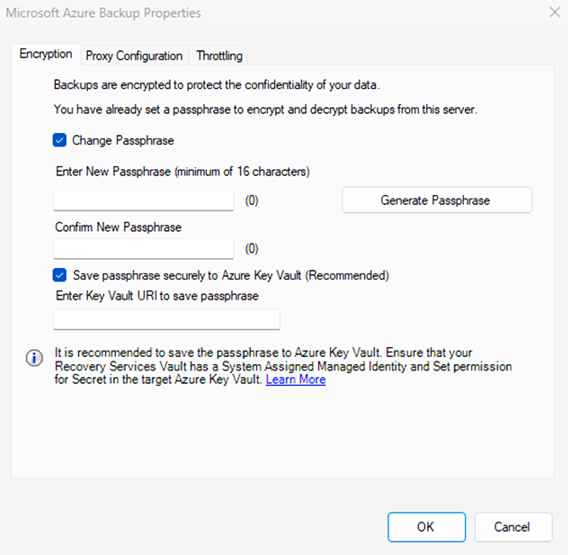 Microsoft Azure Backup Properties
Encryption Proxy Configuration Throttling
Backups are encrypted to protect the confidentiality of your data.
You have already set a passphrase to encrypt and decrypt backups from this server.
Change Passphrase
Enter New Passphrase (minimum of 16 characters)
(0) Generate Passphrase
Confirm New Passphrase
(0)
Save passphrase securely to Azure Key Vault (Recommended)
Enter Key Vault URI to save passphrase
It is recommended to save the passphrase to Azure Key Vault. Ensure that your
Recovery Services Vault has a System Assigned Managed Identity and Set permission
for Secret in the target Azure Key Vault. Learn More
OK Cancel